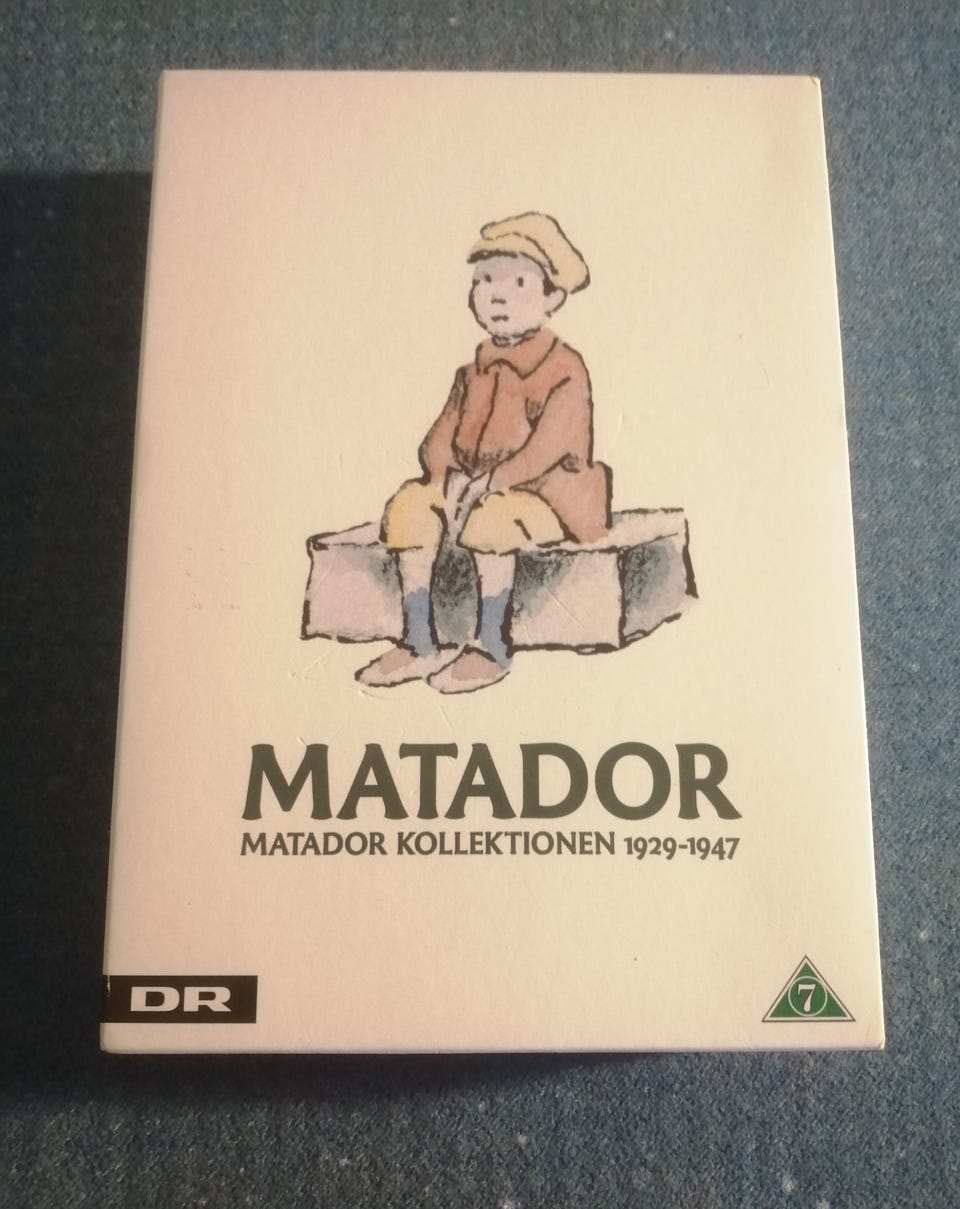 MATADOR
MATADOR KOLLEKTIONEN 1929-1947
DR
7